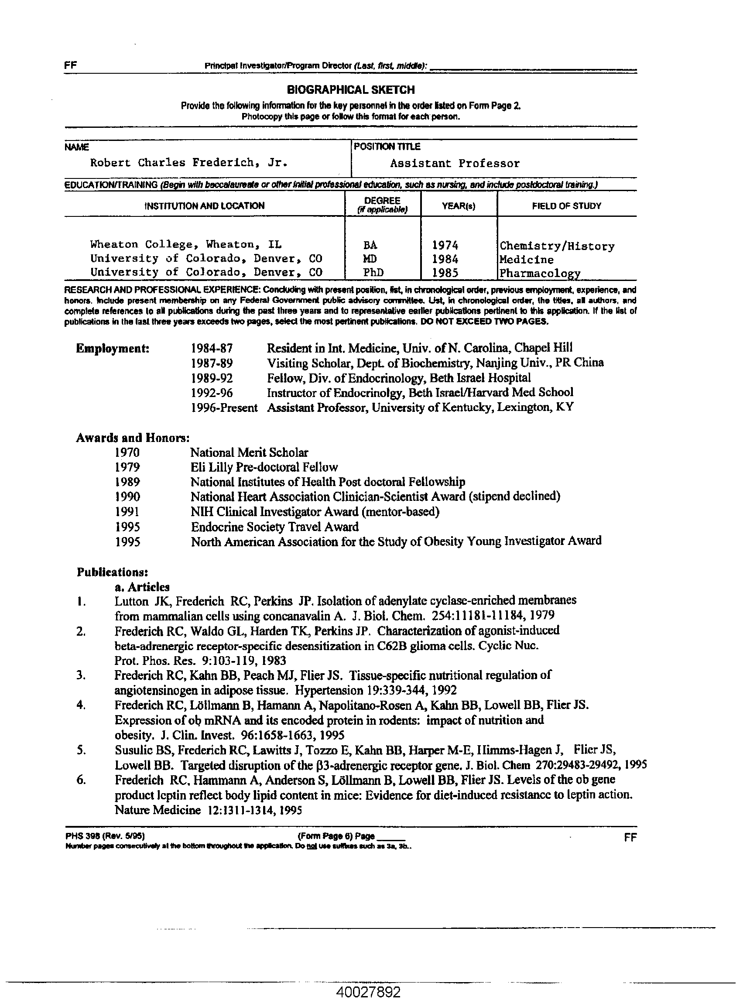 FF Principal Investigator/Program Director (Last, first, middle):
BIOGRAPHICAL SKETCH
Provide the following information for the key personnel in the order listed on Form Page 2.
Photocopy this page or follow this format for each person.
NAME POSITION TITLE
Robert Charles Frederich, Jr. Assistant Professor
EDUCATION/TRAINING (Begin with baccalaureate or other initial professional education, such as nursing, and include postdoctoral training.)
INSTITUTION AND LOCATION DEGREE (if applicable) YEAR(s) FIELD OF STUDY
Wheaton College, Wheaton, IL BA 1974 Chemistry/History
University of Colorado, Denver, CO MD 1984 Medicine
University of Colorado, Denver, CO PhD 1985 Pharmacology
RESEARCH AND PROFESSIONAL EXPERIENCE: Concluding with present position, list, in chronological order, previous employment, experience, and
honors. Include present membership on any Federal Government public advisory committee. List, in chronological order, the titles, all authors, and
complete references to all publications during the past three years and to representative earlier publications pertinent to this application. If the list of
publications in the last three years exceeds two pages, select the most pertinent publications. DO NOT EXCEED TWO PAGES.
Employment: 1984-87 Resident in Int. Medicine, Univ. of N. Carolina, Chapel Hill
1987-89 Visiting Scholar, Dept. of Biochemistry, Nanjing Univ., PR China
1989-92 Fellow, Div. of Endocrinology, Beth Israel Hospital
1992-96 Instructor of Endocrinolgy, Beth Israel/Harvard Med School
1996-Present Assistant Professor, University of Kentucky, Lexington, KY
Awards and Honors:
1970 National Merit Scholar
1979 Eli Lilly Pre-doctoral Fellow
1989 National Institutes of Health Post doctoral Fellowship
1990 National Heart Association Clinician-Scientist Award (stipend declined)
1991 NIH Clinical Investigator Award (mentor-based)
1995 Endocrine Society Travel Award
1995 North American Association for the Study of Obesity Young Investigator Award
Publications:
a. Articles
1. Lutton JK, Frederich RC, Perkins JP. Isolation of adenylate cyclase-enriched membranes
from mammalian cells using concanavalin A. J. Biol. Chem. 254:11181-11184, 1979
2. Frederich RC, Waldo GL, Harden TK, Perkins JP. Characterization of agonist-induced
beta-adrenergic receptor-specific desensitization in C62B glioma cells. Cyclic Nuc.
Prot. Phos. Res. 9:103-119, 1983
3. Frederich RC, Kahn BB, Peach MJ, Flier JS. Tissue-specific nutritional regulation of
angiotensinogen in adipose tissue. Hypertension 19:339-344, 1992
4. Frederich RC, Löllmann B, Hamann A, Napolitano-Rosen A, Kahn BB, Lowell BB, Flier JS.
Expression of ob mRNA and its encoded protein in rodents: impact of nutrition and
obesity. J. Clin. Invest. 96:1658-1663, 1995
5. Susulic BS, Frederich RC, Lawitts J, Tozzo E, Kahn BB, Harper M-E, Himms-Hagen J, Flier JS,
Lowell BB. Targeted disruption of the β3-adrenergic receptor gene. J. Biol. Chem 270:29483-29492, 1995
6. Frederich RC, Hammann A, Anderson S, Löllmann B, Lowell BB, Flier JS. Levels of the ob gene
product leptin reflect body lipid content in mice: Evidence for diet-induced resistance to leptin action.
Nature Medicine 12:1311-1314, 1995
PHS 398 (Rev. 5/95) (Form Page 6) Page FF
Number pages consecutively at the bottom throughout the application. Do not use suffixes such as 3a, 3b..
40027892